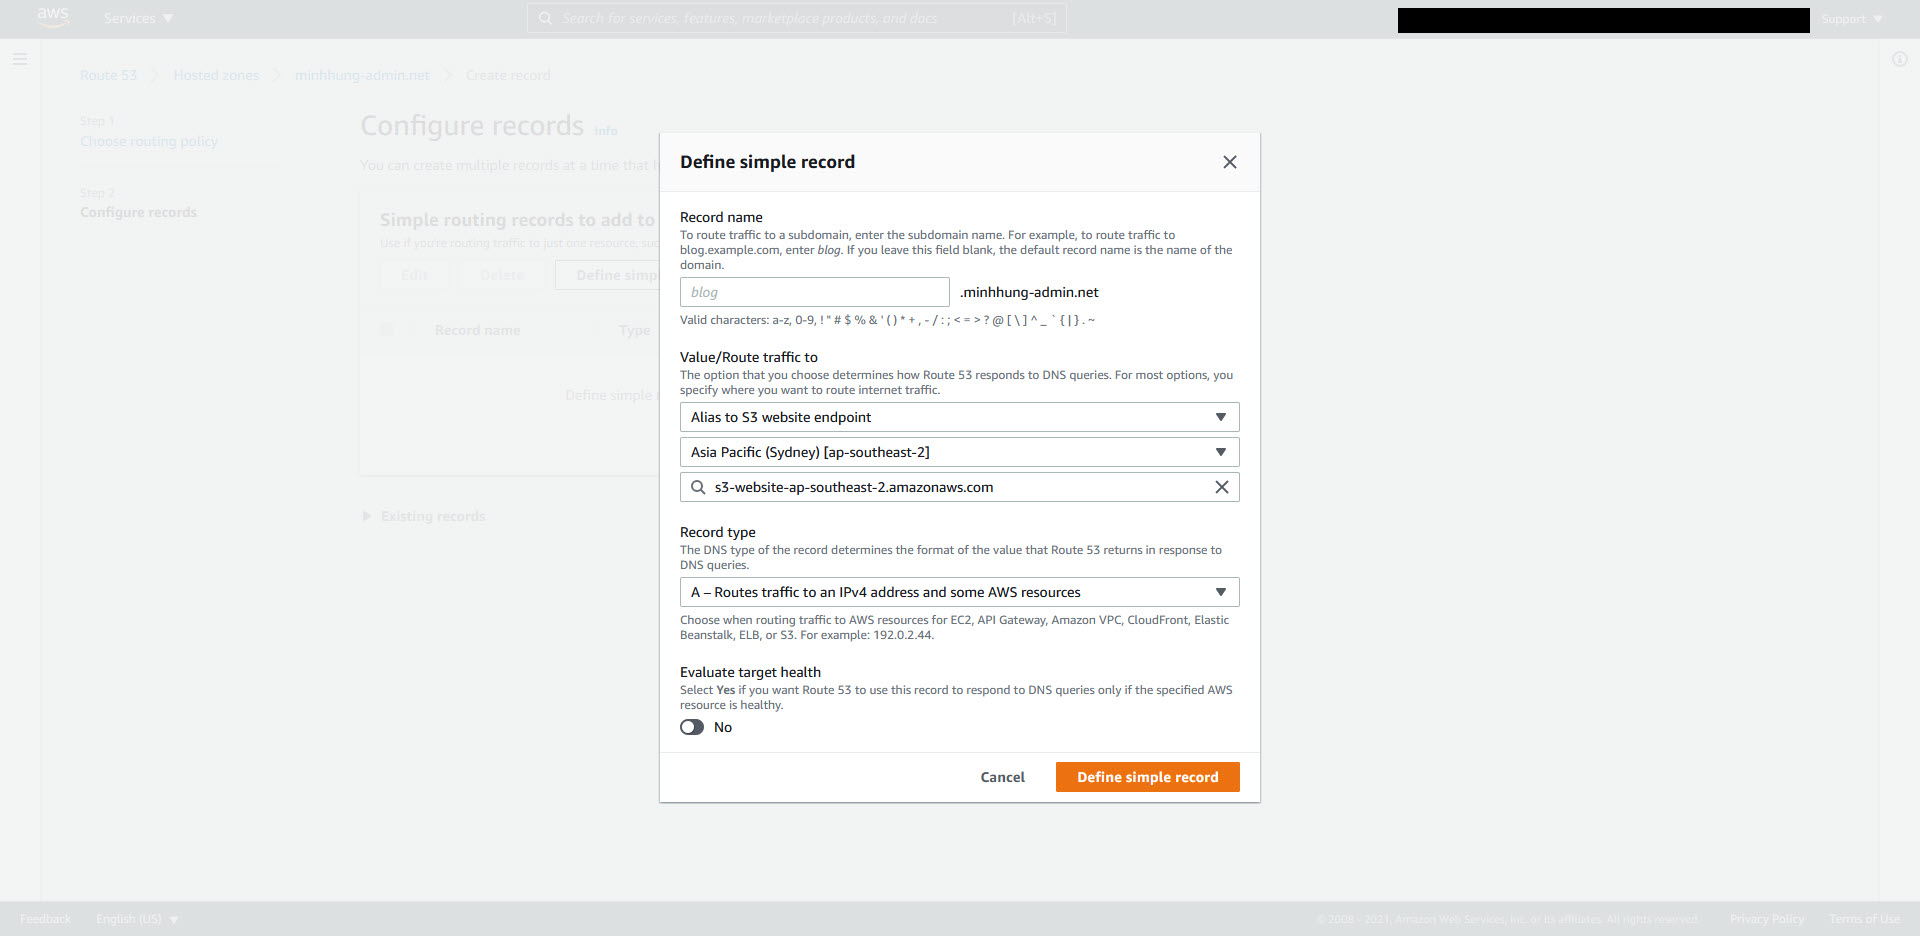 aws
Services
Search for services, features, marketplace products, and docs
[Alt+S]
Support
Route 53
Hosted zones
minhhung-admin.net
Create record
Step 1
Choose routing policy
Step 2
Configure records
Configure records
Info
You can create multiple records at a time that
Simple routing records to add to
Use if you're routing traffic to just one resource,
Edit
Delete
Define simpl
Record name
Type
Define simple
Existing records
Define simple record
Record name
To route traffic to a subdomain, enter the subdomain name. For example, to route traffic to
blog.example.com, enter blog. If you leave this field blank, the default record name is the name of the
domain.
blog
.minhhung-admin.net
Valid characters: a-z, 0-9, ! " # $ % & ' ( ) * + , - / : ; < = > ? @ [ \ ] ^ _ ` { | } . ~
Value/Route traffic to
The option that you choose determines how Route 53 responds to DNS queries. For most options, you
specify where you want to route internet traffic.
Alias to S3 website endpoint
Asia Pacific (Sydney) [ap-southeast-2]
s3-website-ap-southeast-2.amazonaws.com
Record type
The DNS type of the record determines the format of the value that Route 53 returns in response to
DNS queries.
A – Routes traffic to an IPv4 address and some AWS resources
Choose when routing traffic to AWS resources for EC2, API Gateway, Amazon VPC, CloudFront, Elastic
Beanstalk, ELB, or S3. For example: 192.0.2.44.
Evaluate target health
Select Yes if you want Route 53 to use this record to respond to DNS queries only if the specified AWS
resource is healthy.
No
Cancel
Define simple record
Feedback
English (US)
© 2008 - 2021, Amazon Web Services, Inc. or its affiliates. All rights reserved.
Privacy Policy
Terms of Use